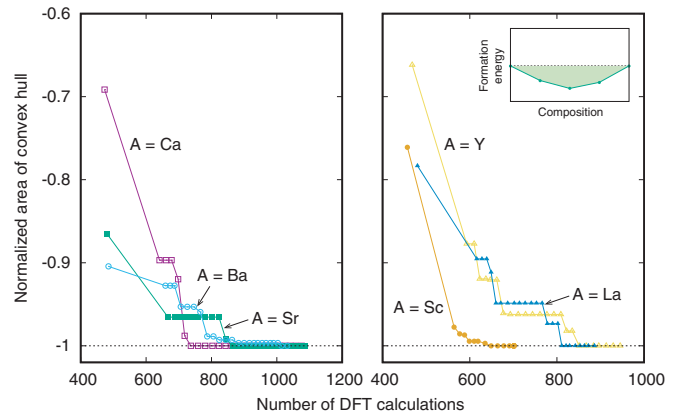 Normalized area of convex hull
-0.6
-0.7
-0.8
-0.9
-1
A = Ca
A = Ba
A = Sr
400 600 800 1000 1200
Formation
energy
Composition
A = Y
A = La
A = Sc
400 600 800 1000
Number of DFT calculations